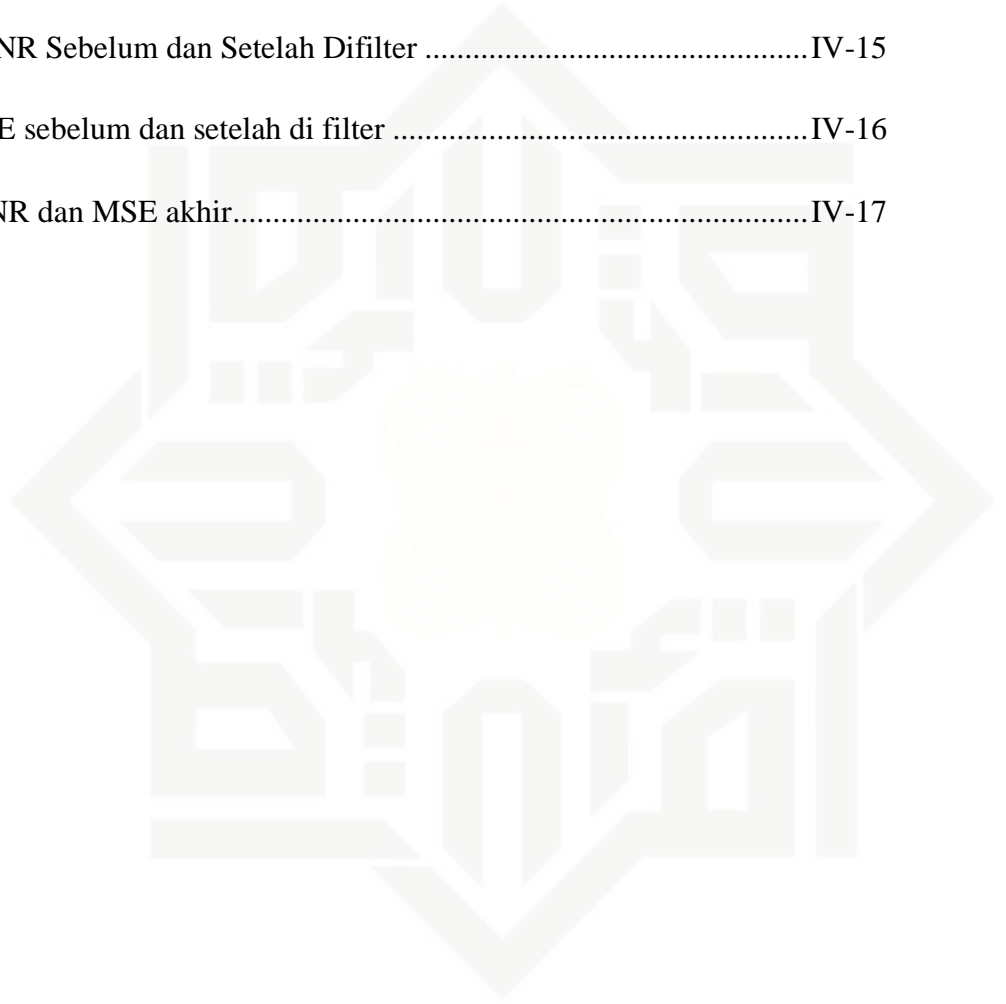 NR Sebelum dan Setelah Difilter ................................................ IV-15
E sebelum dan setelah di filter .................................................... IV-16
NR dan MSE akhir........................................................................ IV-17